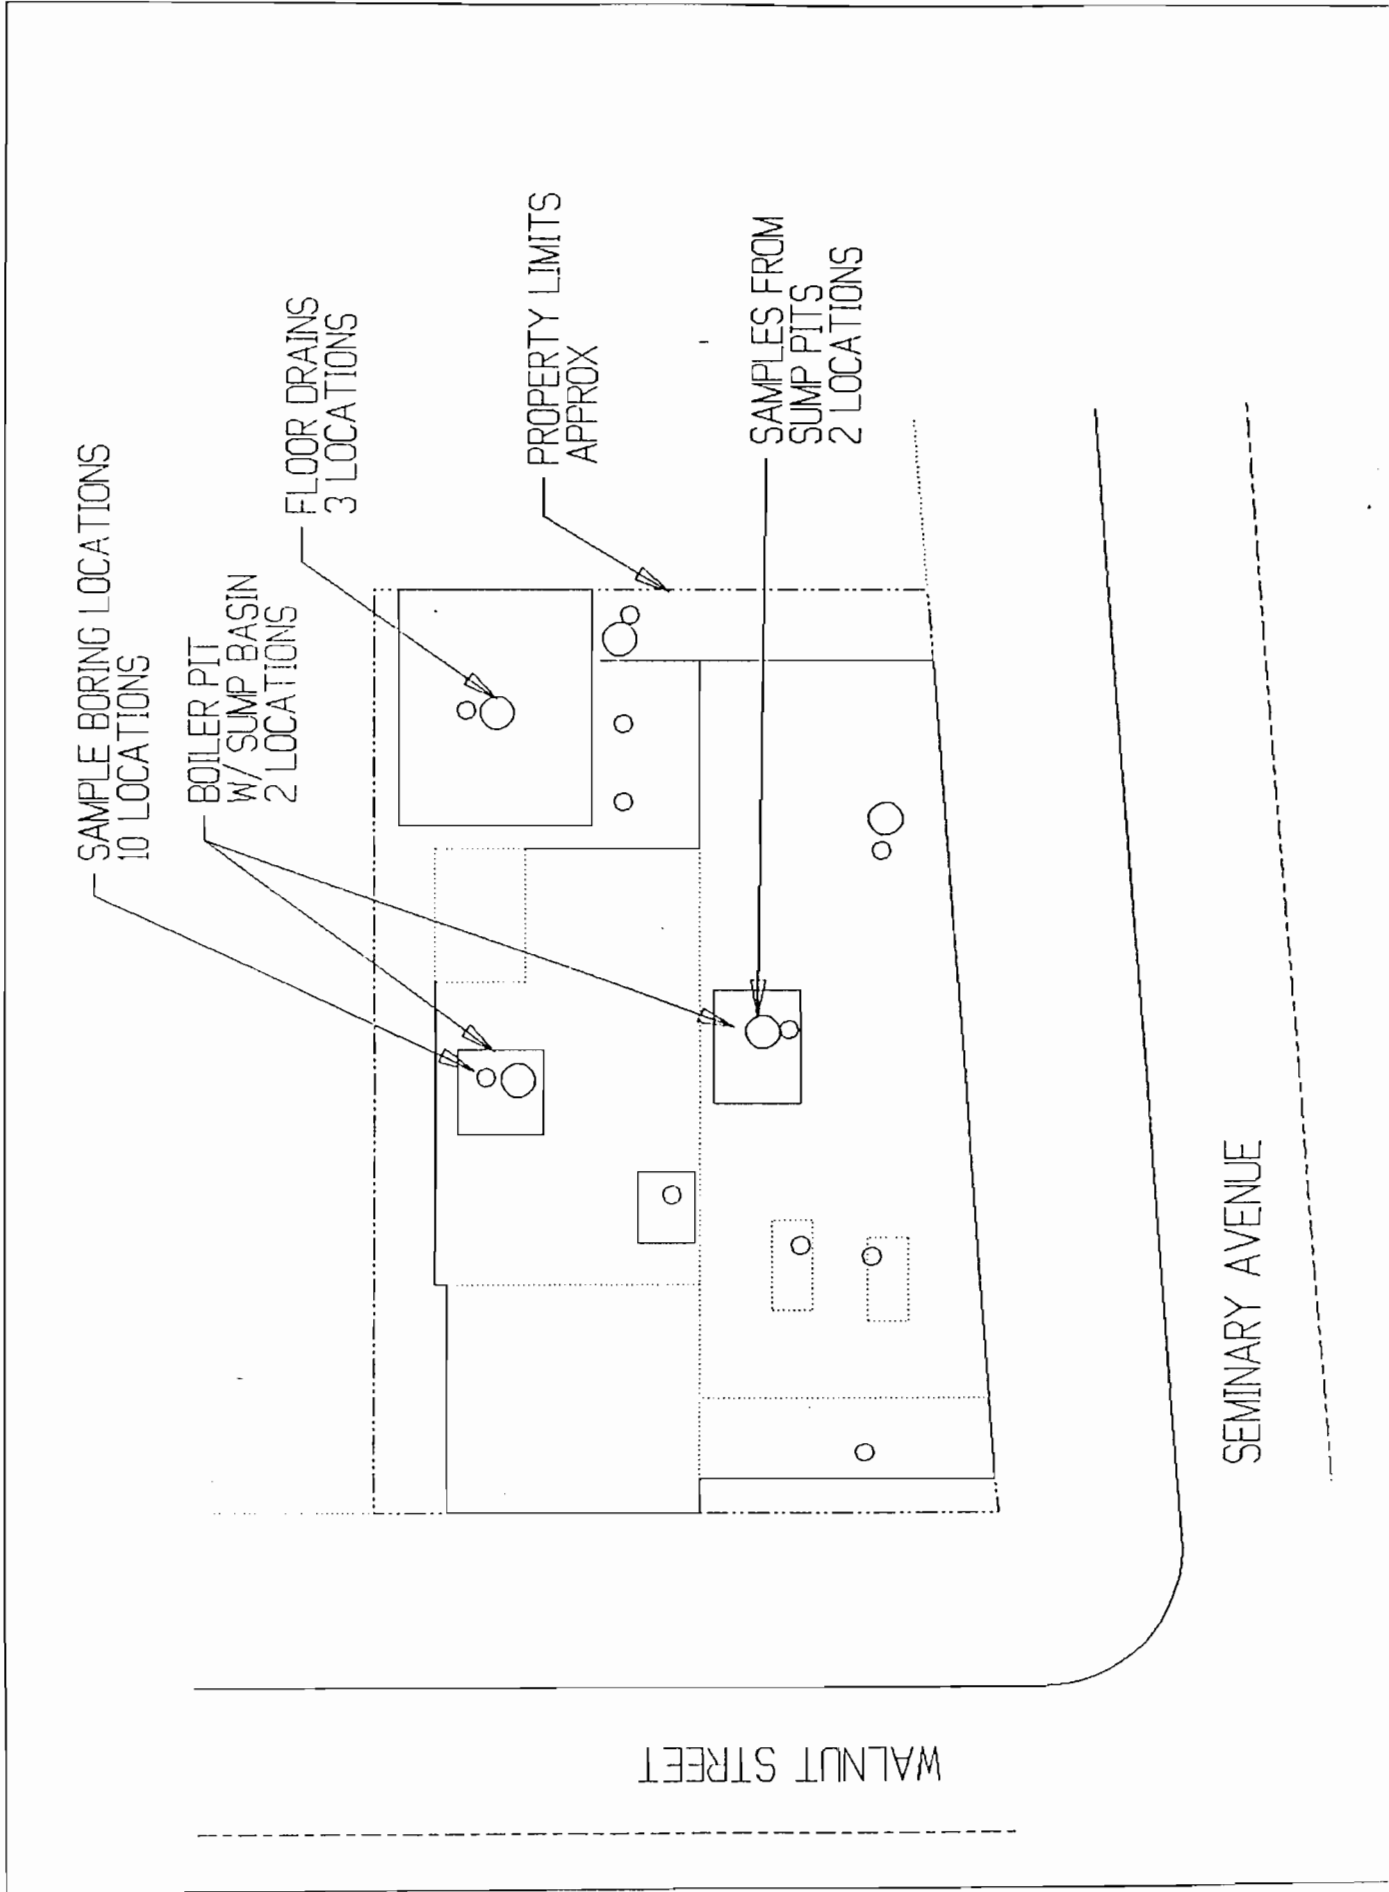 SAMPLE BORING LOCATIONS
10 LOCATIONS
BOILER PIT
W/ SUMP BASIN
2 LOCATIONS
FLOOR DRAINS
3 LOCATIONS
PROPERTY LIMITS
APPROX
SAMPLES FROM
SUMP PITS
2 LOCATIONS
SEMINARY AVENUE
WALNUT STREET